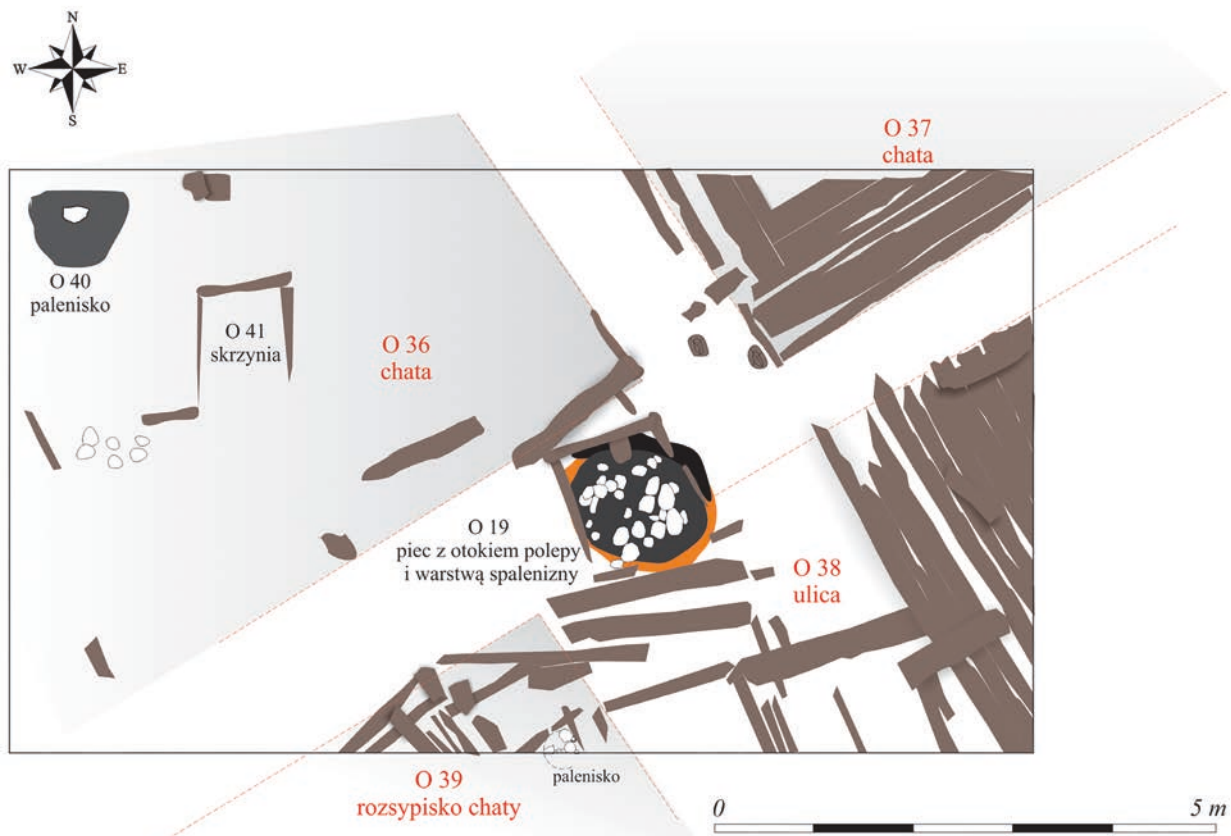 N
W E
S
O 37
chata
O 40
palenisko
O 41
skrzynia
O 36
chata
O 19
piec z otokiem polepy
i warstwą spalenizny
O 38
ulica
palenisko
O 39
rozsypisko chaty
0 5 m